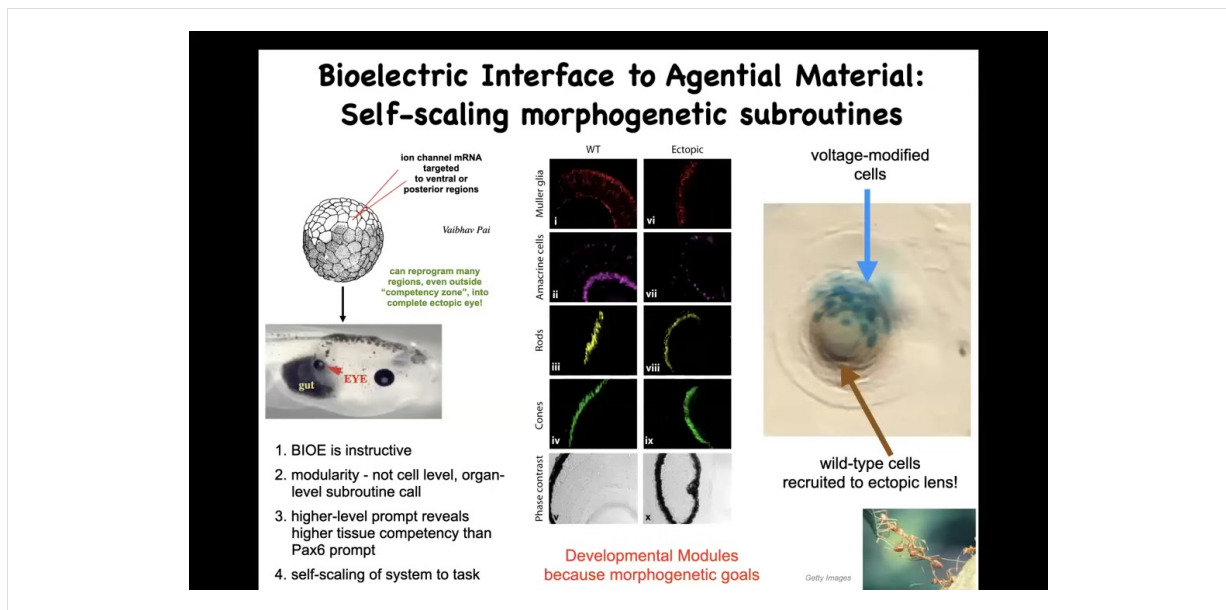 Bioelectric Interface to Agential Material:
Self-scaling morphogenetic subroutines
ion channel mRNA
targeted
to ventral or
posterior regions
Vaibhav Pai
can reprogram many
regions, even outside
“competency zone”, into
complete ectopic eye!
gut
EYE
1. BIOE is instructive
2. modularity - not cell level, organ-
level subroutine call
3. higher-level prompt reveals
higher tissue competency than
Pax6 prompt
4. self-scaling of system to task
WT
Ectopic
Muller glia
i
vi
Amacrine cells
ii
vii
Rods
iii
viii
Cones
iv
ix
Phase contrast
v
x
Developmental Modules
because morphogenetic goals
voltage-modified
cells
wild-type cells
recruited to ectopic lens!
Getty Images